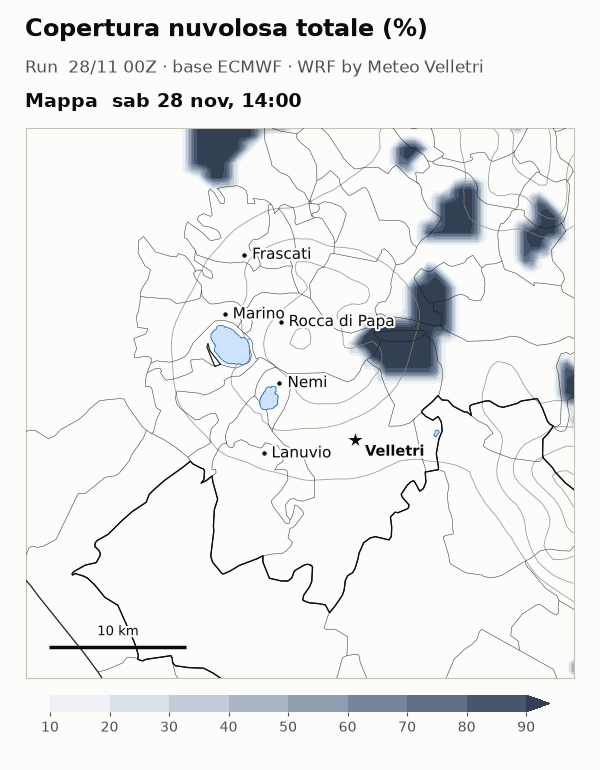 Copertura nuvolosa totale (%)
Run  28/11 00Z · base ECMWF · WRF by Meteo Velletri
Mappa  sab 28 nov, 14:00
Frascati
Marino
Rocca di Papa
Nemi
Velletri
Lanuvio
10 km
10 20 30 40 50 60 70 80 90